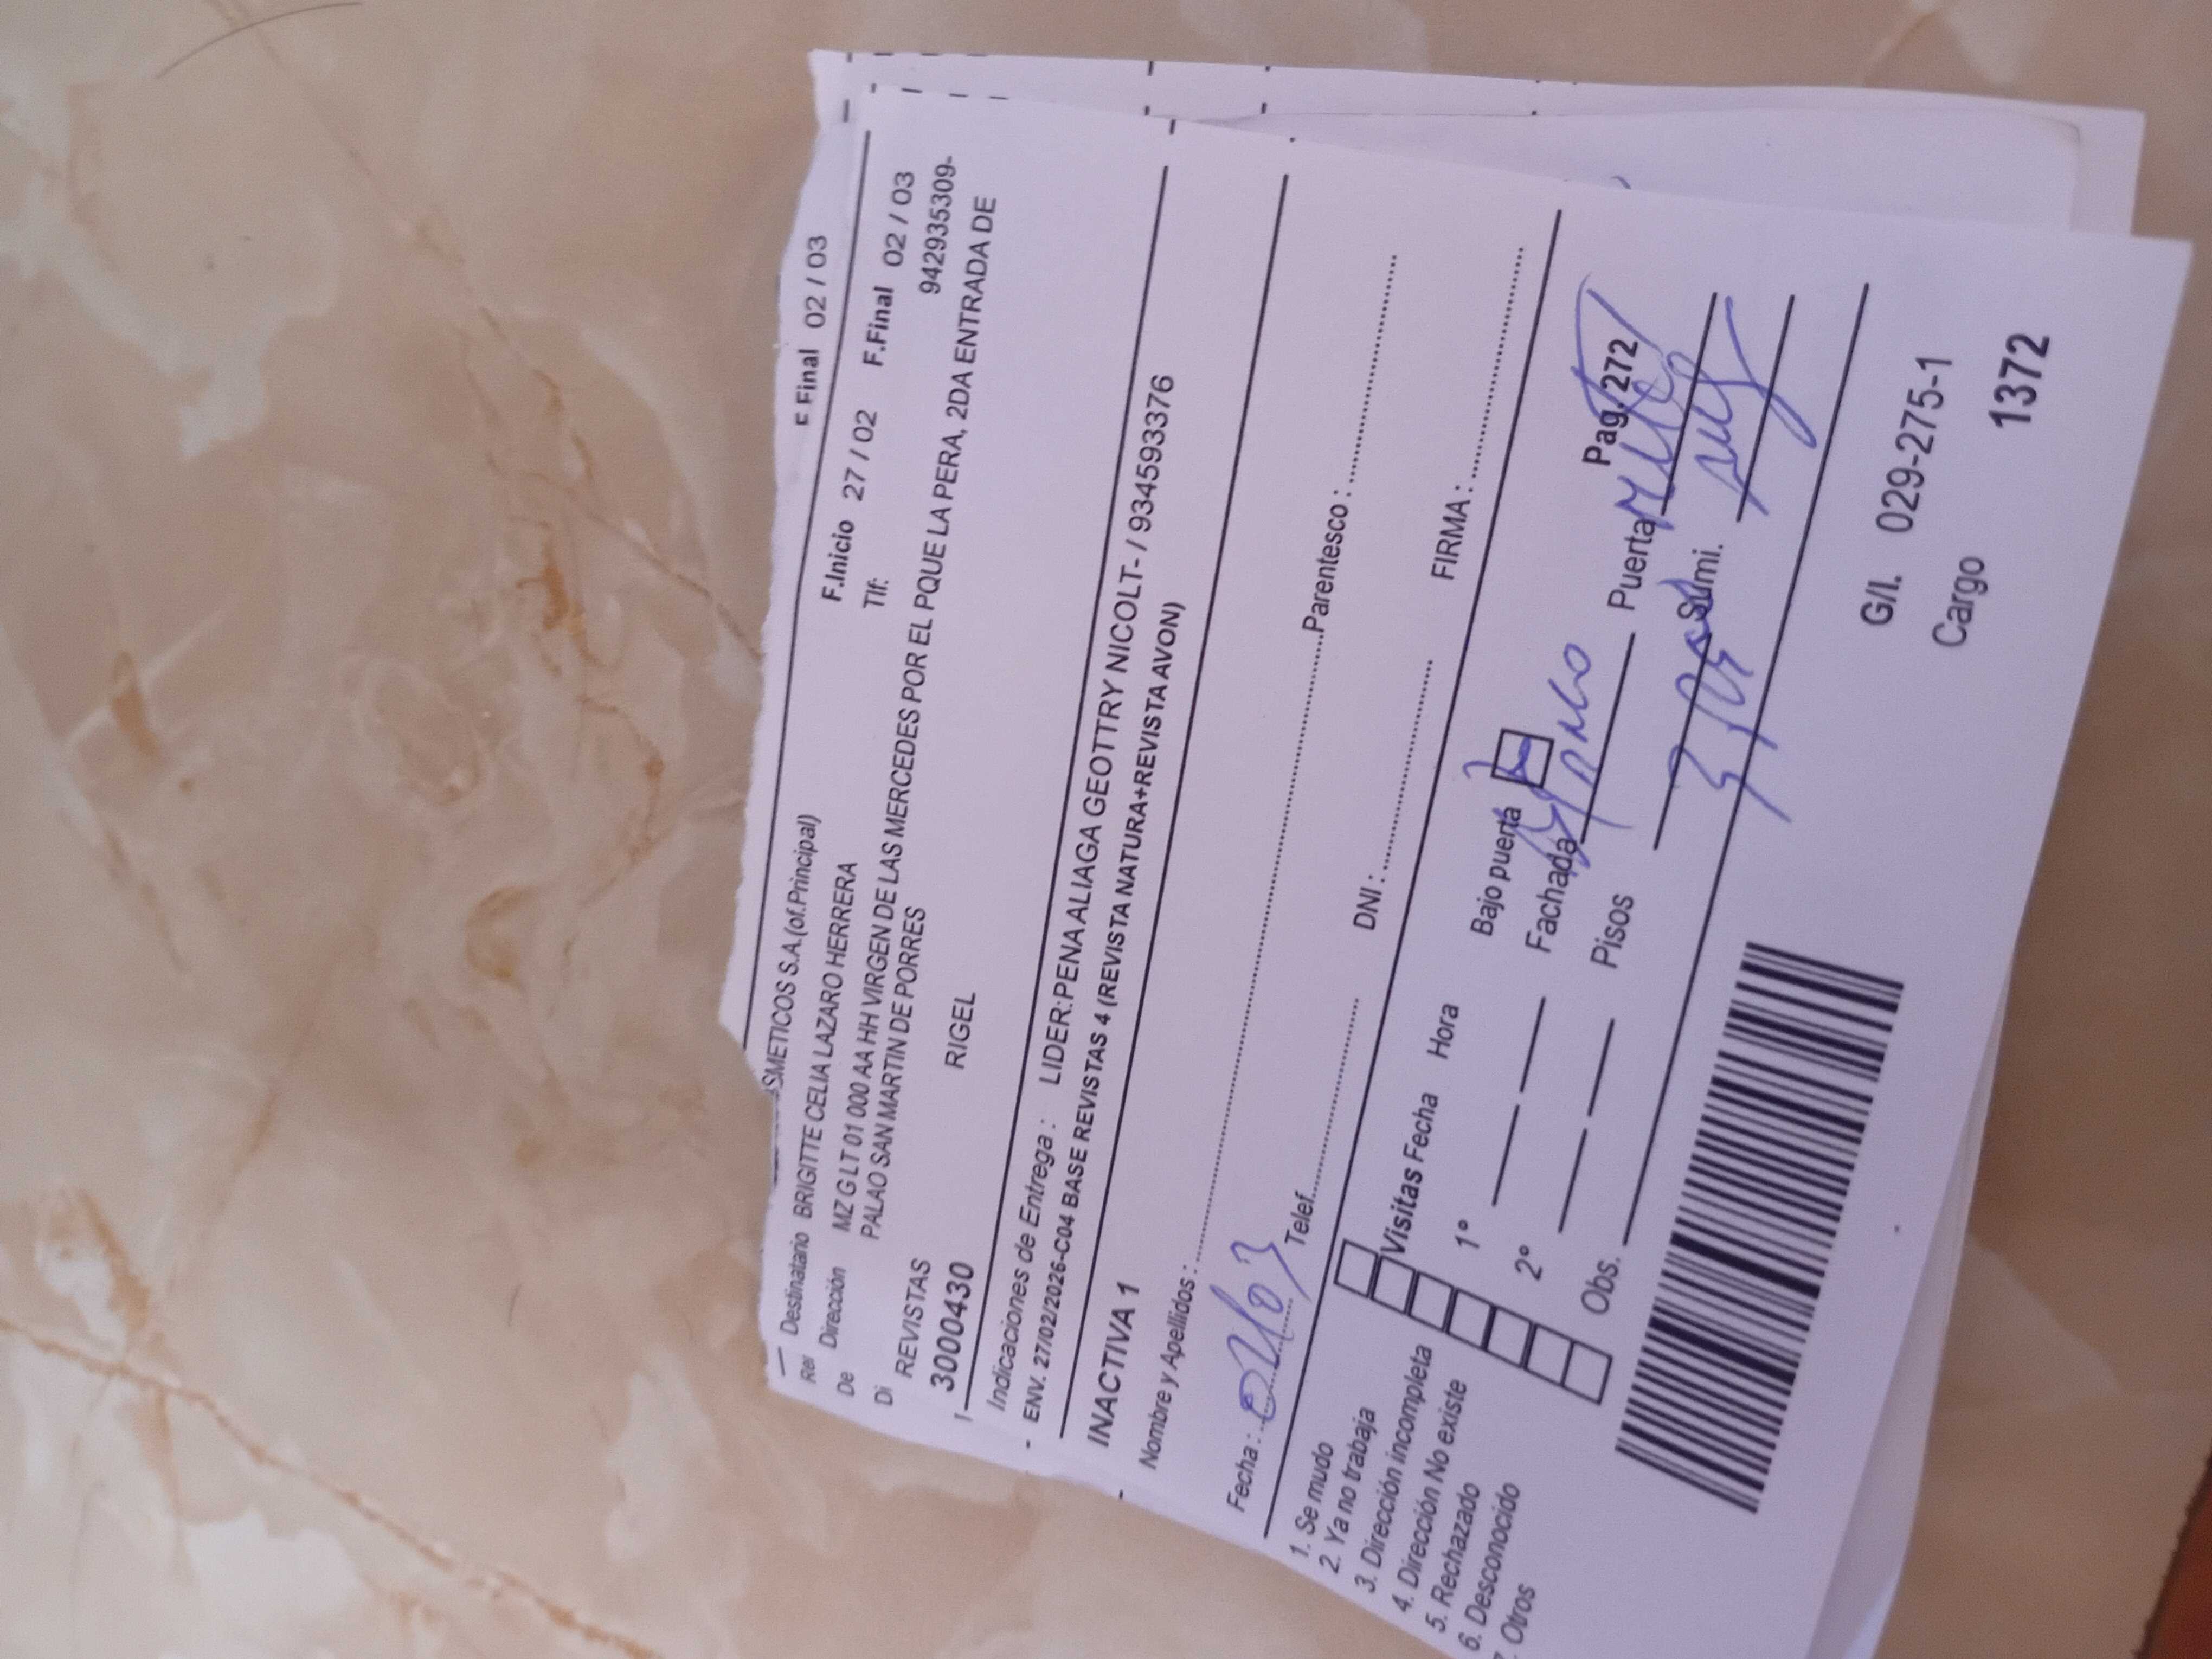 F Final 02 / 03
SMETICOS S.A.(of.Principal)
Destinatario BRIGITTE CELIA LAZARO HERRERA F.Inicio 27 / 02 F.Final 02 / 03
Dirección MZ G LT 01 000 AA HH VIRGEN DE LAS MERCEDES POR EL PQUE LA PERA, 2DA ENTRADA DE
PALAO SAN MARTIN DE PORRES
Tlf: 942935309-
REVISTAS
30000430 RIGEL
Indicaciones de Entrega : LIDER:PENA ALIAGA GEOTTRY NICOLT- / 934593376
ENV. 27/02/2026-C04 BASE REVISTAS 4 (REVISTA NATURA+REVISTA AVON)
INACTIVA 1
Nombre y Apellidos : Parentesco :
Fecha : Telef. DNI : FIRMA :
1. Se mudo
2. Ya no trabaja
3. Dirección incompleta
4. Dirección No existe
5. Rechazado
6. Desconocido
Otros
Visitas Fecha Hora
1°
2°
Obs.
Bajo puerta
Fachada Puerta
Pisos Sumi.
Pag. 272
G/I. 029-275-1
Cargo 1372